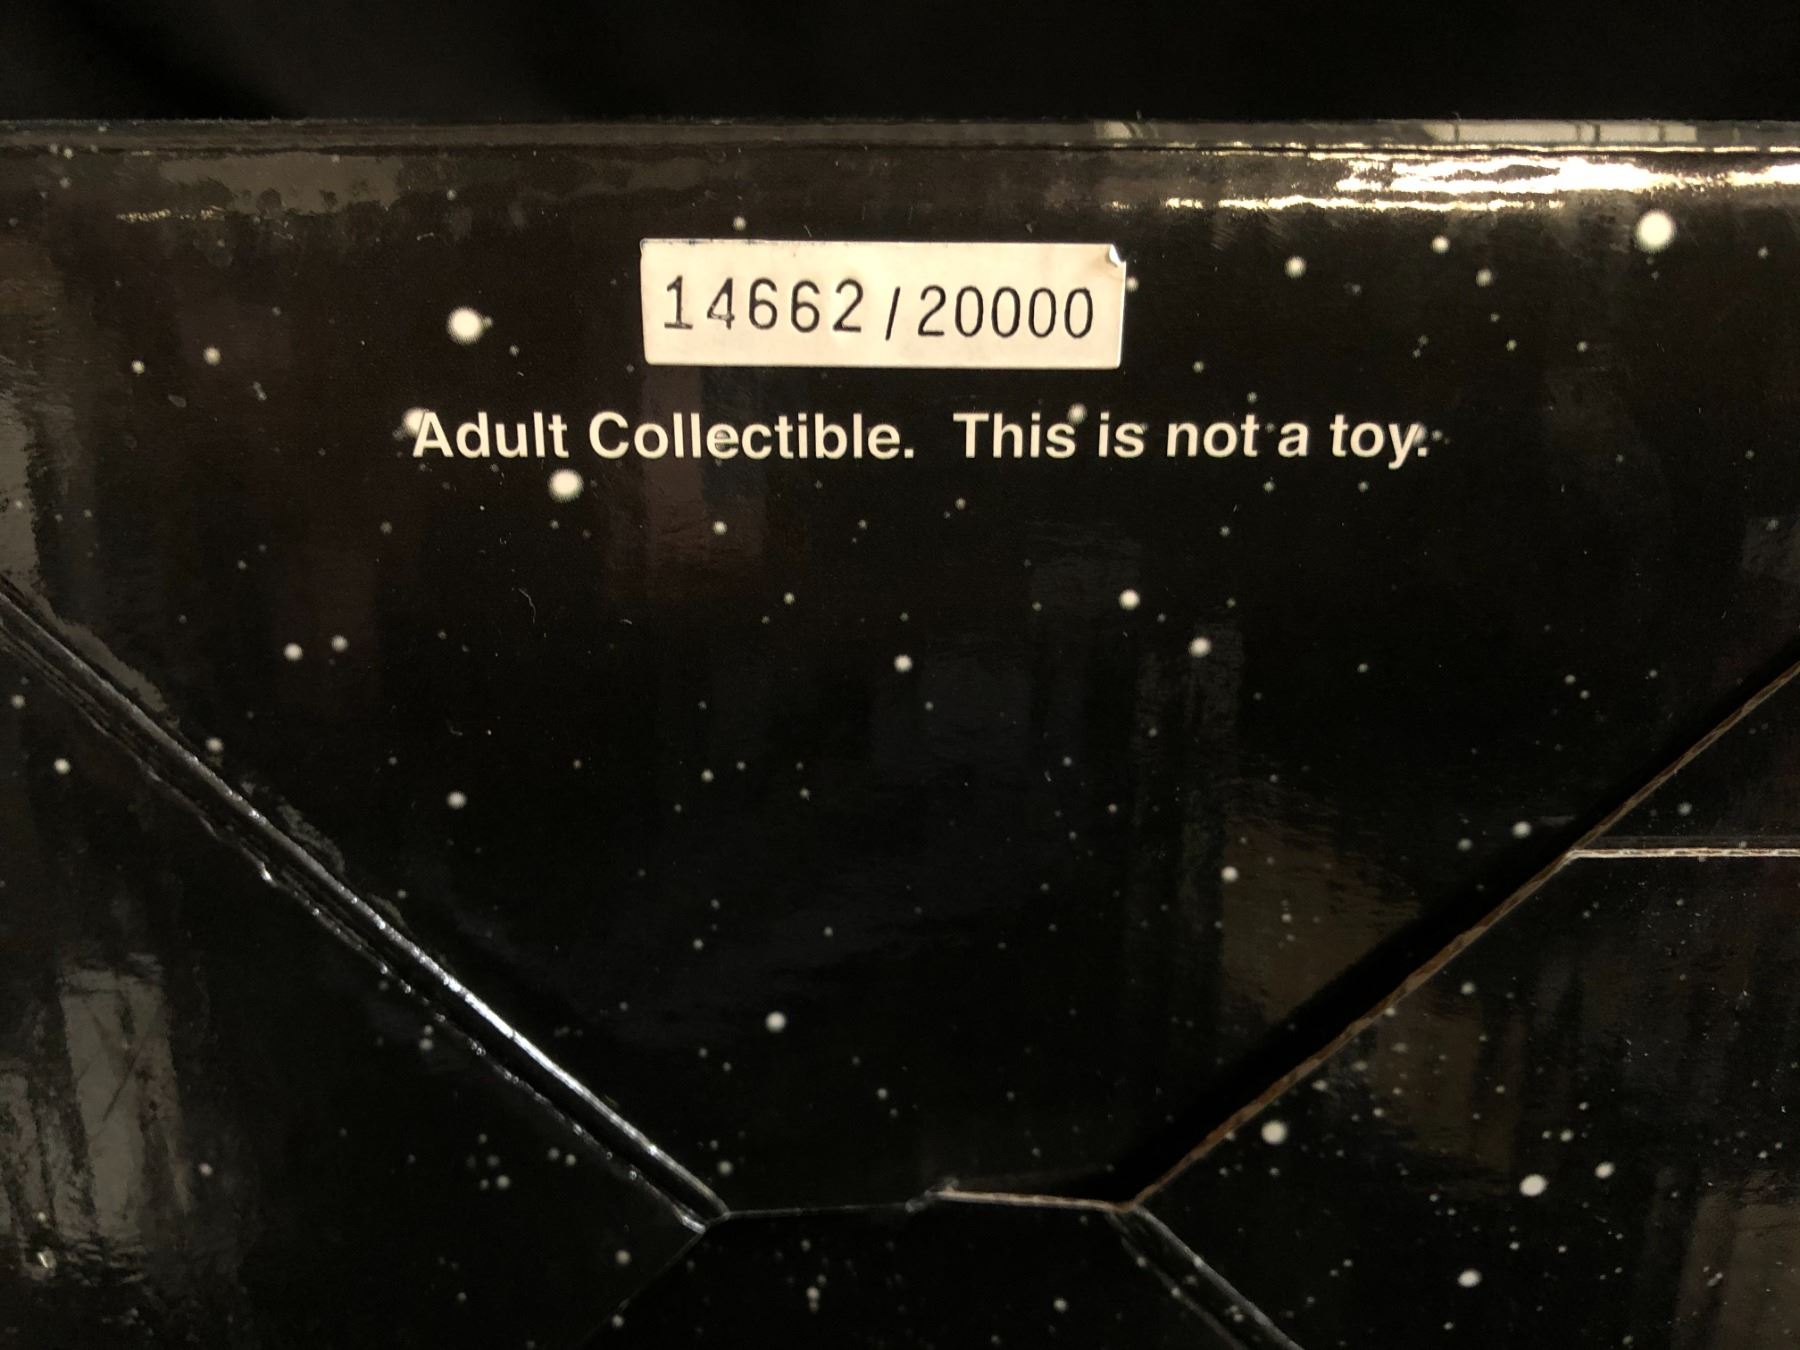 14662/20000
Adult Collectible. This is not a toy.